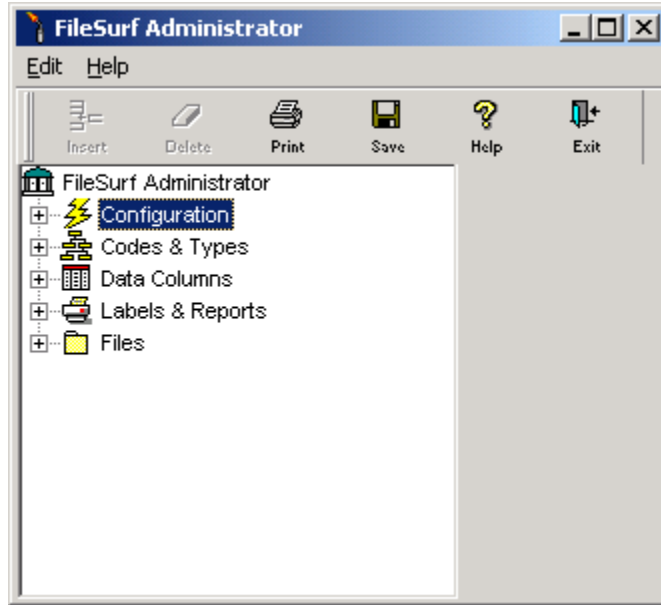 FileSurf Administrator
Edit Help
Insert Delete Print Save Help Exit
FileSurf Administrator
Configuration
Codes & Types
Data Columns
Labels & Reports
Files